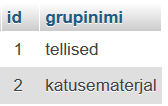 id grupinimi
1 tellised
2 katusematerjal